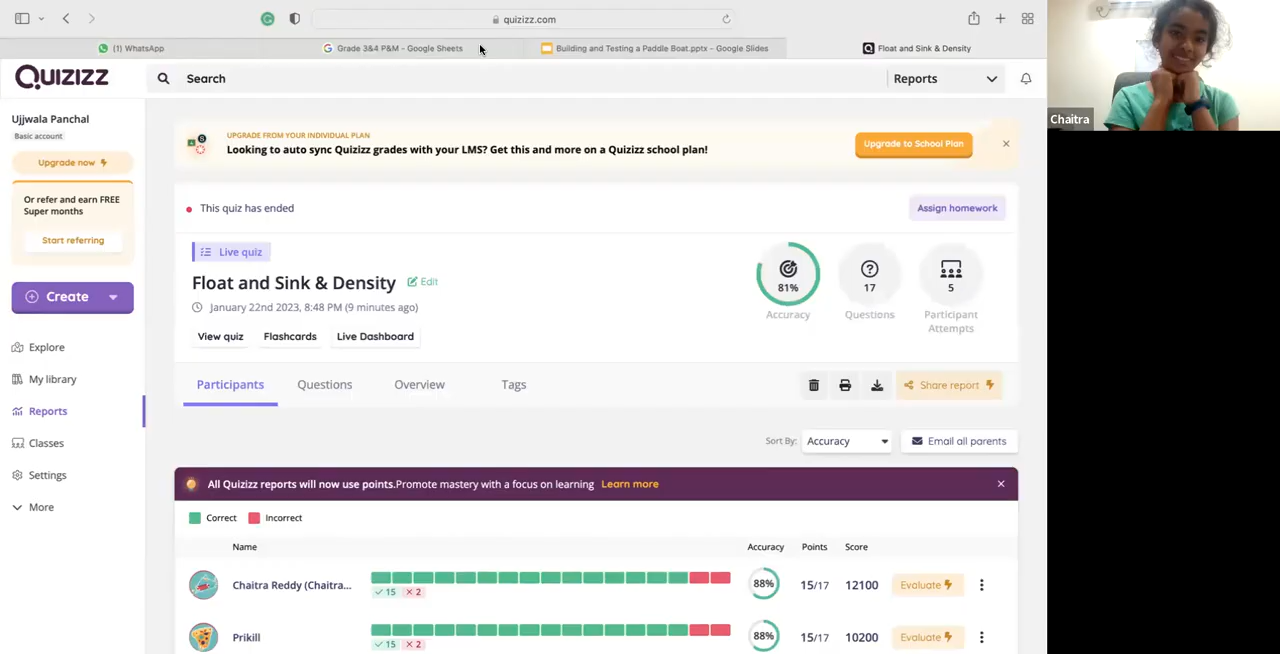 quizizz.com
(1) WhatsApp
Grade 3&4 P&M - Google Sheets
Building and Testing a Paddle Boat.pptx - Google Slides
Float and Sink & Density
Quizizz
Search
Reports
Ujjwala Panchal
Basic account
Upgrade now
Or refer and earn FREE
Super months
Start referring
Create
Explore
My library
Reports
Classes
Settings
More
UPGRADE FROM YOUR INDIVIDUAL PLAN
Looking to auto sync Quizizz grades with your LMS? Get this and more on a Quizizz school plan!
Upgrade to School Plan
This quiz has ended
Assign homework
Live quiz
Float and Sink & Density
Edit
January 22nd 2023, 8:48 PM (9 minutes ago)
View quiz
Flashcards
Live Dashboard
81%
Accuracy
17
Questions
5
Participant
Attempts
Participants
Questions
Overview
Tags
Share report
Sort By:
Accuracy
Email all parents
All Quizizz reports will now use points.Promote mastery with a focus on learning
Learn more
Correct
Incorrect
Name
Accuracy
Points
Score
Chaitra Reddy (Chaitra...
15
2
88%
15/17
12100
Evaluate
Prikill
15
2
88%
15/17
10200
Evaluate
Chaitra